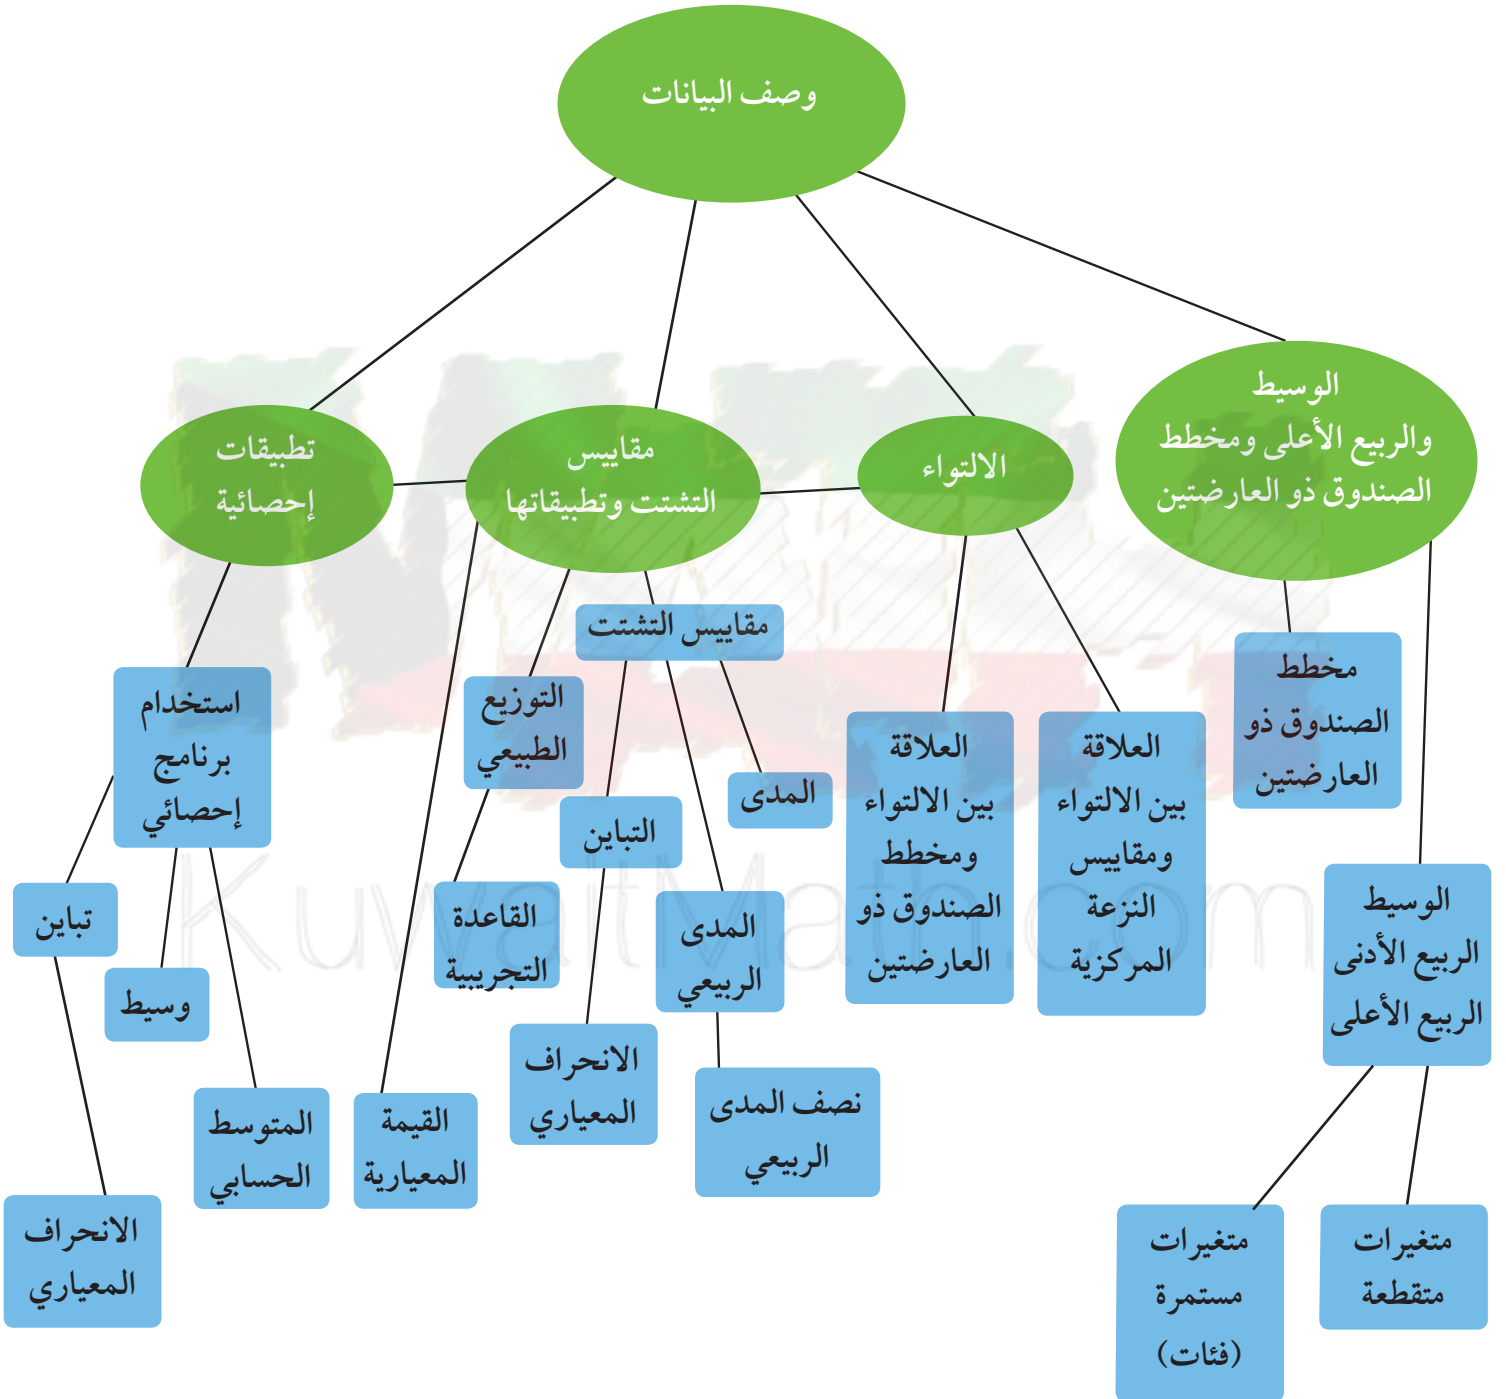 وصف البيانات
الوسيط
والربيع الأعلى ومخطط
الصندوق ذو العارضتين
الالتواء
مقاييس
التشتت وتطبيقاتها
تطبيقات
إحصائية
مخطط
الصندوق ذو
العارضتين
الوسيط
الربيع الأدنى
الربيع الأعلى
متغيرات
متقطعة
متغيرات
مستمرة
(فئات)
العلاقة
بين الالتواء
ومقاييس
النزعة
المركزية
العلاقة
بين الالتواء
ومخطط
الصندوق ذو
العارضتين
مقاييس التشتت
المدى
المدى
الربيعي
نصف المدى
الربيعي
التباين
الانحراف
المعياري
التوزيع
الطبيعي
القاعدة
التجريبية
القيمة
المعيارية
استخدام
برنامج
إحصائي
المتوسط
الحسابي
وسيط
تباين
الانحراف
المعياري
KuwaitMath.com